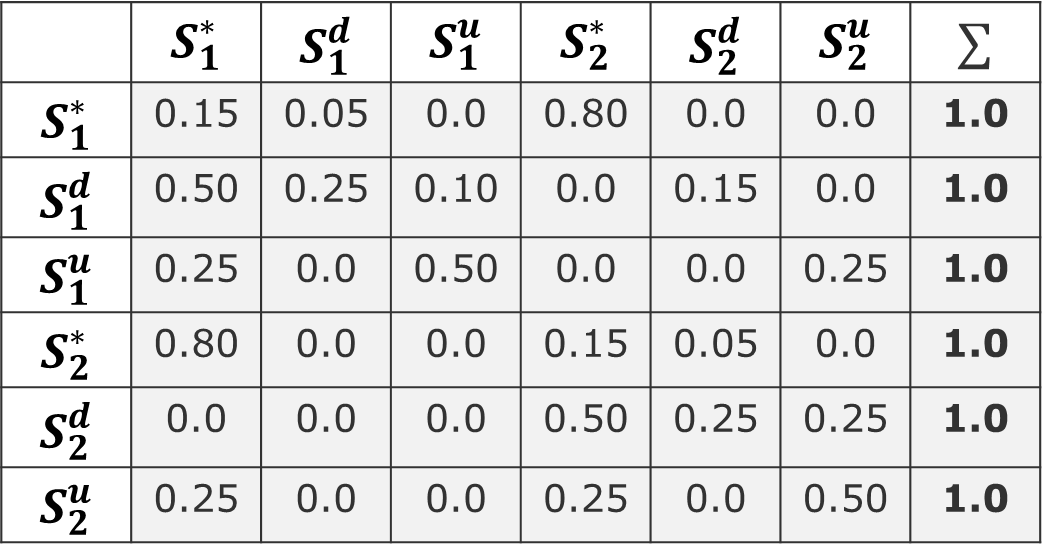 S₁* S₁ᵈ S₁ᵘ S₂* S₂ᵈ S₂ᵘ ∑
S₁* 0.15 0.05 0.0 0.80 0.0 0.0 1.0
S₁ᵈ 0.50 0.25 0.10 0.0 0.15 0.0 1.0
S₁ᵘ 0.25 0.0 0.50 0.0 0.0 0.25 1.0
S₂* 0.80 0.0 0.0 0.15 0.05 0.0 1.0
S₂ᵈ 0.0 0.0 0.0 0.50 0.25 0.25 1.0
S₂ᵘ 0.25 0.0 0.0 0.25 0.0 0.50 1.0